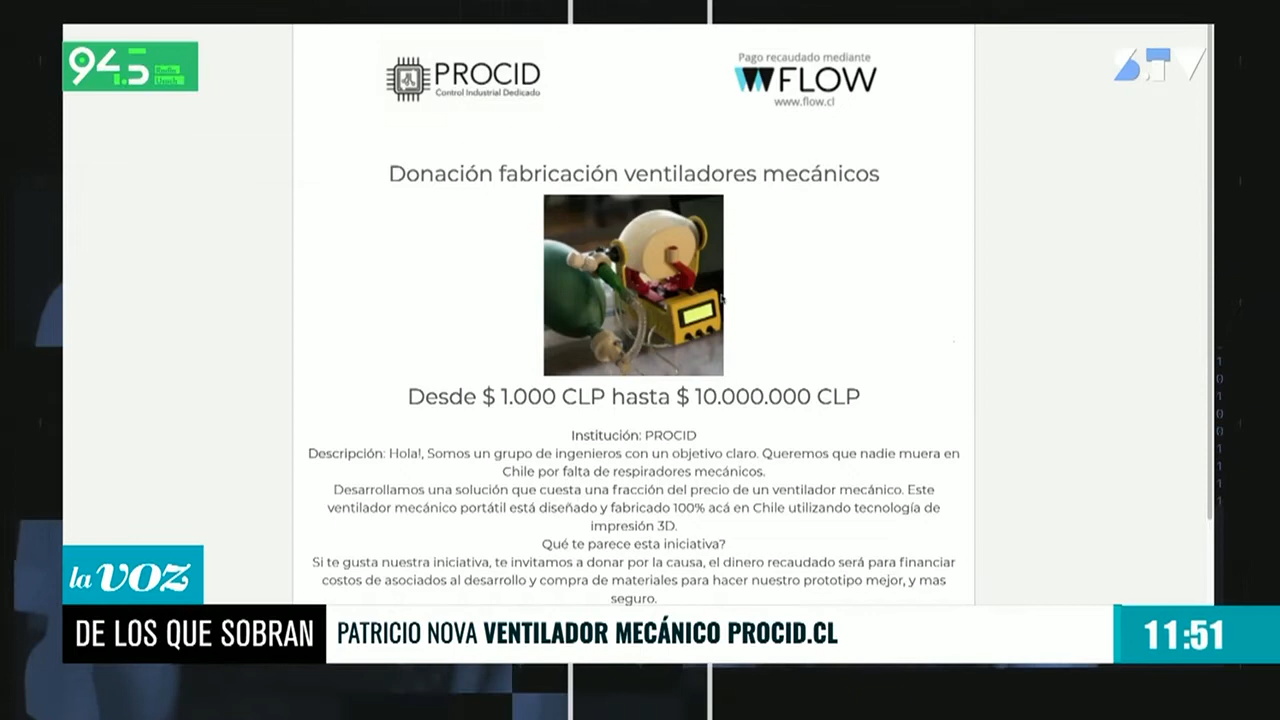 94.5
Radio
Usach
PROCID
Control Industrial Dedicado
Pago recaudado mediante
FLOW
www.flow.cl
STV
Donación fabricación ventiladores mecánicos
Desde $ 1.000 CLP hasta $ 10.000.000 CLP
Institución: PROCID
Descripción: Hola!, Somos un grupo de ingenieros con un objetivo claro. Queremos que nadie muera en
Chile por falta de respiradores mecánicos.
Desarrollamos una solución que cuesta una fracción del precio de un ventilador mecánico. Este
ventilador mecánico portátil está diseñado y fabricado 100% acá en Chile utilizando tecnología de
impresión 3D.
Qué te parece esta iniciativa?
Si te gusta nuestra iniciativa, te invitamos a donar por la causa, el dinero recaudado será para financiar
costos de asociados al desarrollo y compra de materiales para hacer nuestro prototipo mejor, y mas
seguro.
la voz
DE LOS QUE SOBRAN
PATRICIO NOVA VENTILADOR MECÁNICO PROCID.CL
11:51